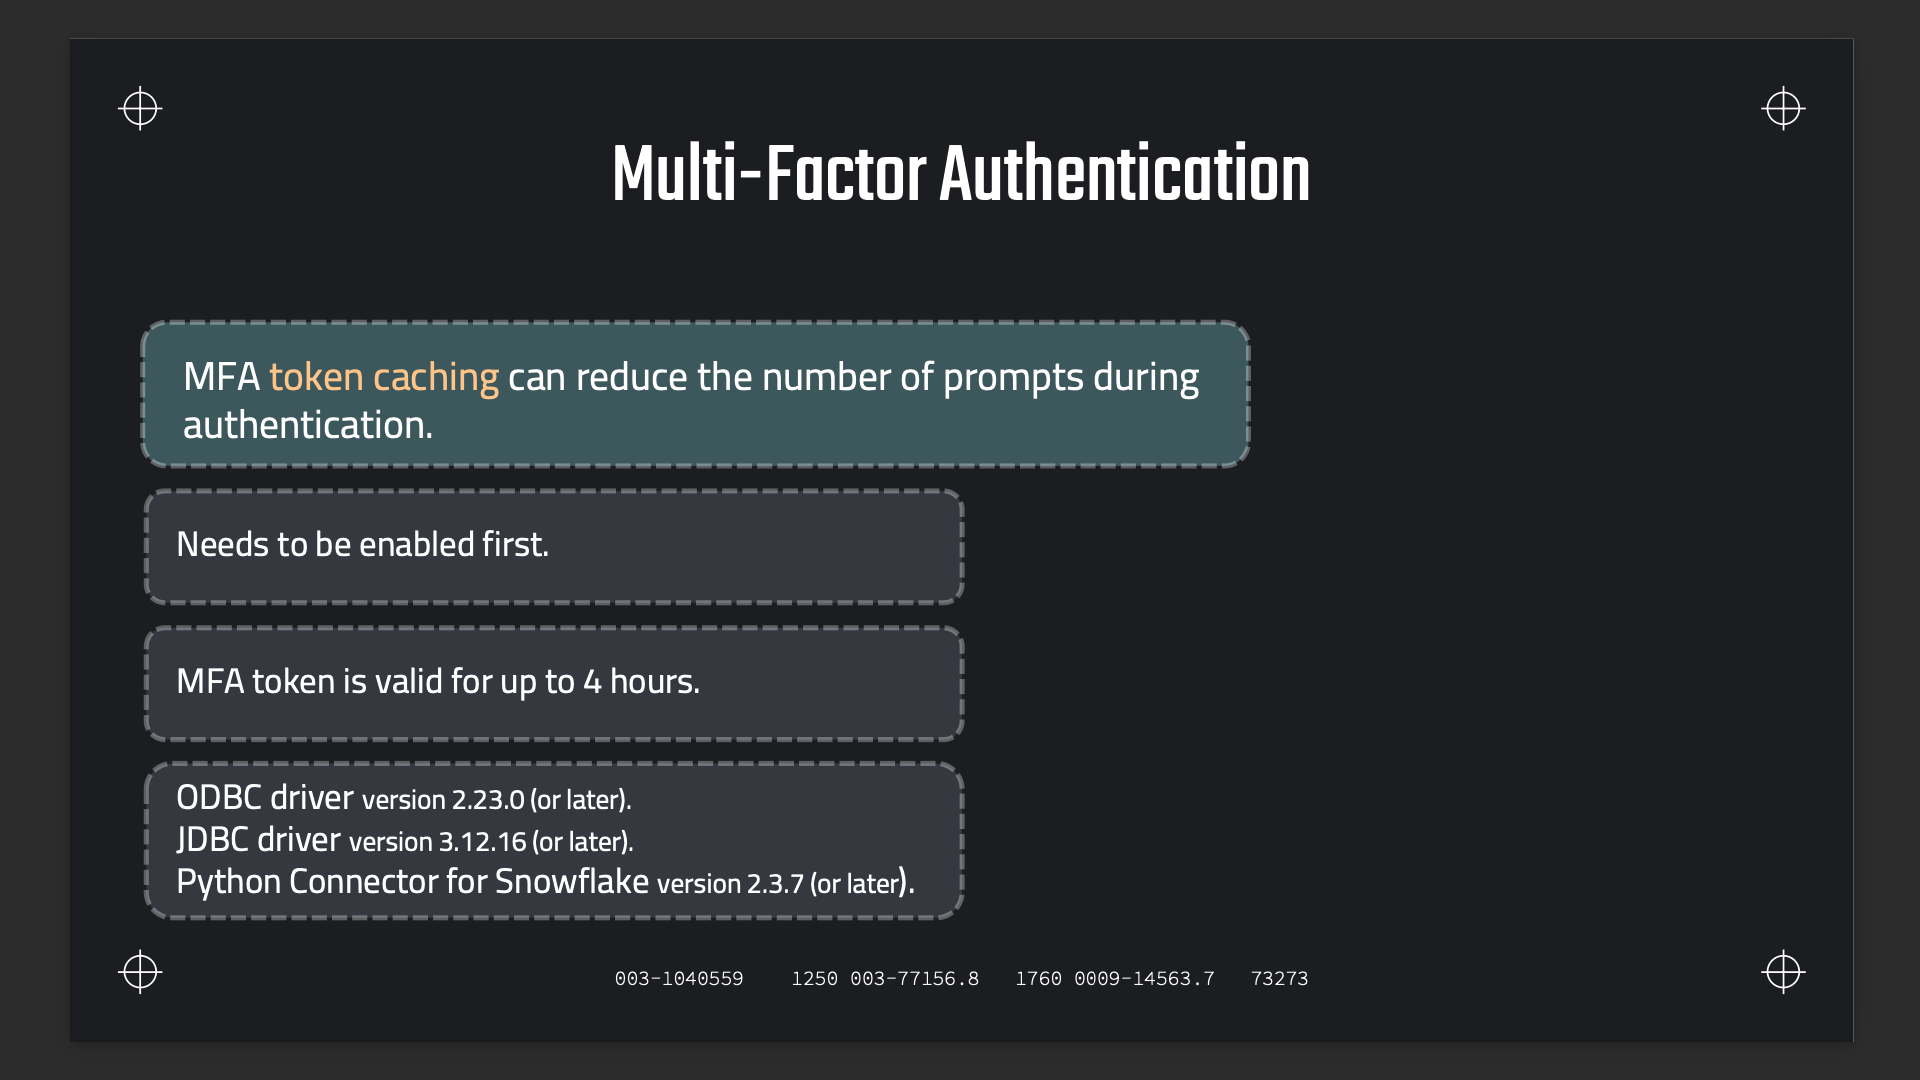 Multi-Factor Authentication
MFA token caching can reduce the number of prompts during
authentication.
Needs to be enabled first.
MFA token is valid for up to 4 hours.
ODBC driver version 2.23.0 (or later).
JDBC driver version 3.12.16 (or later).
Python Connector for Snowflake version 2.3.7 (or later).
003-1040559 1250 003-77156.8 1760 0009-14563.7 73273